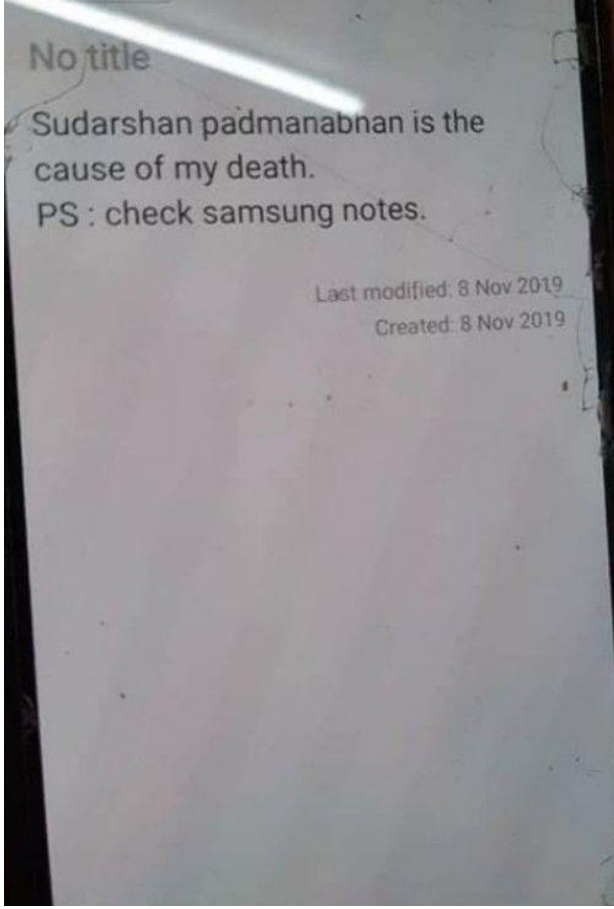 No title
Sudarshan padmanabhan is the
cause of my death.
PS : check samsung notes.
Last modified: 8 Nov 2019
Created: 8 Nov 2019